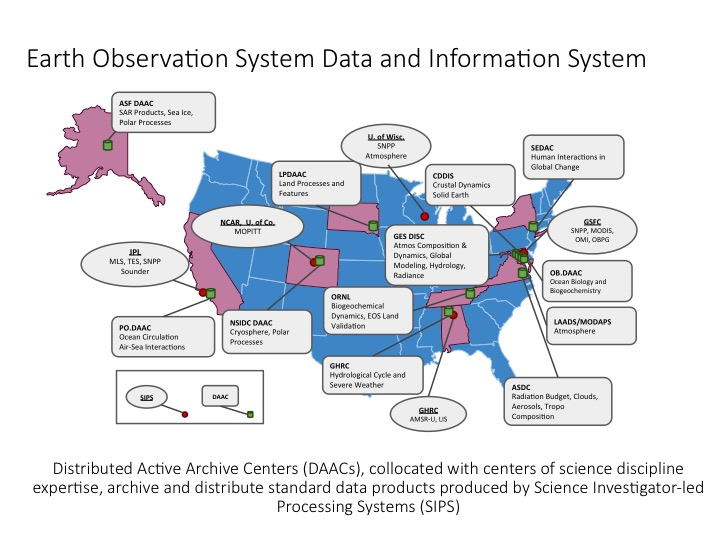 Earth Observation System Data and Information System
ASF DAAC
SAR Products, Sea Ice,
Polar Processes
U. of Wisc.
SNPP
Atmosphere
SEDAC
Human Interactions in
Global Change
LPDAAC
Land Processes and
Features
CDDIS
Crustal Dynamics
Solid Earth
NCAR, U. of Co.
MOPITT
GSFC
SNPP, MODIS,
OMI, OBPG
GES DISC
Atmos Composition &
Dynamics, Global
Modeling, Hydrology,
Radiance
JPL
MLS, TES, SNPP
Sounder
OB.DAAC
Ocean Biology and
Biogeochemistry
ORNL
Biogeochemical
Dynamics, EOS Land
Validation
LAADS/MODAPS
Atmosphere
PO.DAAC
Ocean Circulation
Air-Sea Interactions
NSIDC DAAC
Cryosphere, Polar
Processes
GHRC
Hydrological Cycle and
Severe Weather
ASDC
Radiation Budget, Clouds,
Aerosols, Tropo
Composition
SIPS
DAAC
GHRC
AMSR-U, LIS
Distributed Active Archive Centers (DAACs), collocated with centers of science discipline
expertise, archive and distribute standard data products produced by Science Investigator-led
Processing Systems (SIPS)